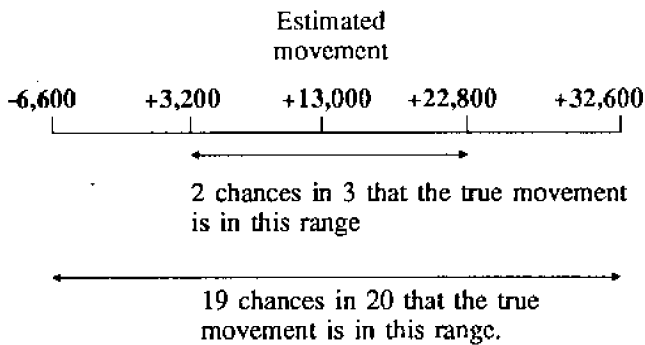 Estimated
movement
-6,600 +3,200 +13,000 +22,800 +32,600
2 chances in 3 that the true movement
is in this range
19 chances in 20 that the true
movement is in this range.